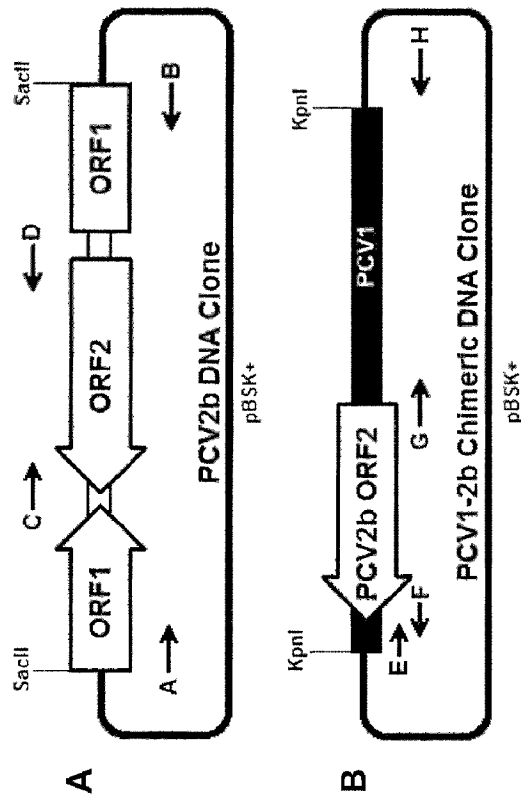 A
SacII
SacII
ORF1
ORF2
ORF1
C
D
A
B
PCV2b DNA Clone
pBSK+
B
KpnI
KpnI
PCV2b ORF2
PCV1
E
F
G
H
PCV1-2b Chimeric DNA Clone
pBSK+